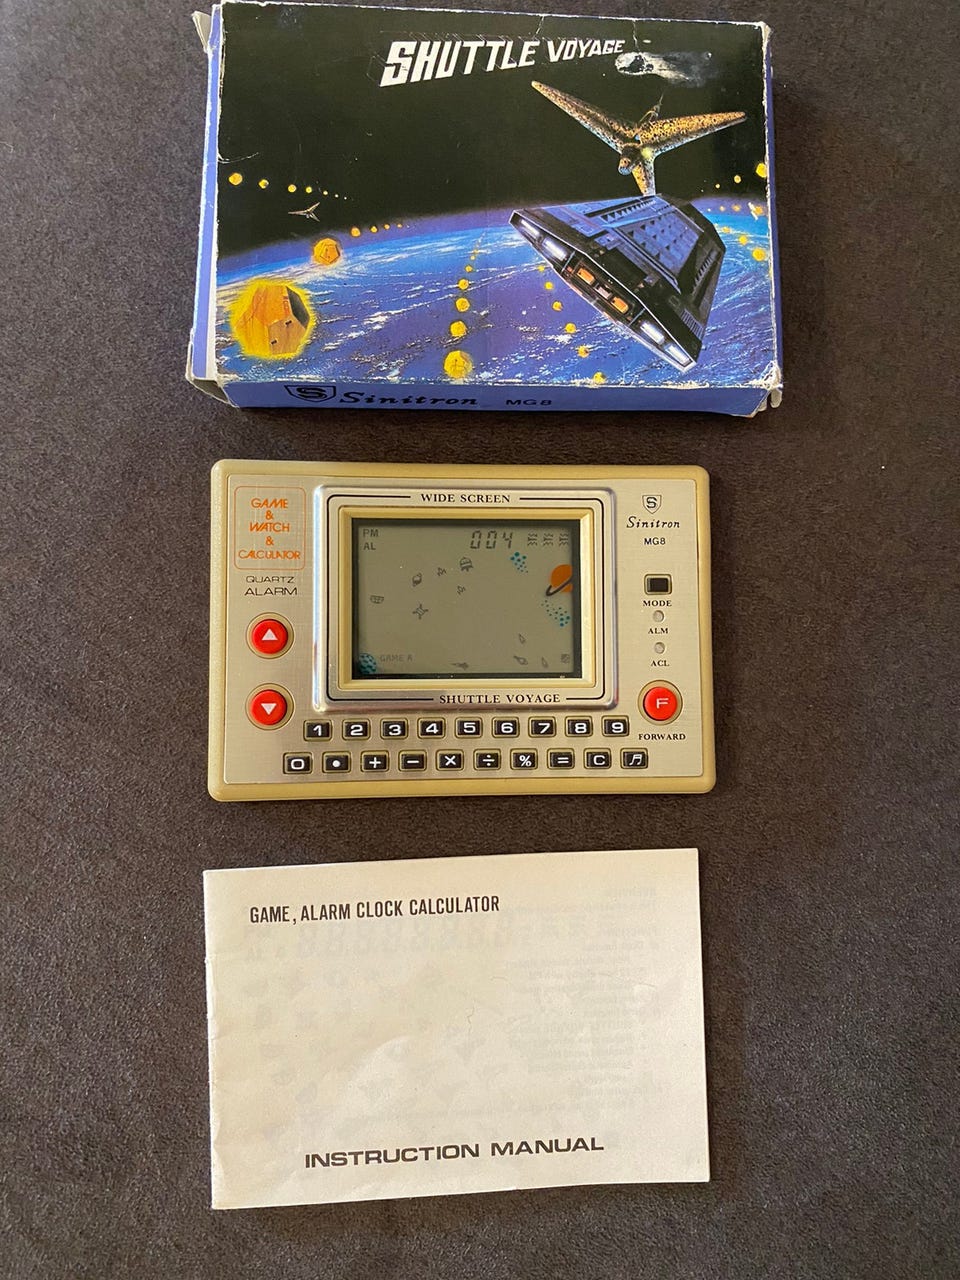 SHUTTLE VOYAGE
S Sinitron MG8
GAME
&
WATCH
&
CALCULATOR
QUARTZ
ALARM
WIDE SCREEN
PM
AL
004
GAME A
SHUTTLE VOYAGE
S
Sinitron
MG8
MODE
ALM
ACL
F
FORWARD
1 2 3 4 5 6 7 8 9
0 • + − × ÷ % = C ♬
GAME, ALARM CLOCK CALCULATOR
INSTRUCTION MANUAL